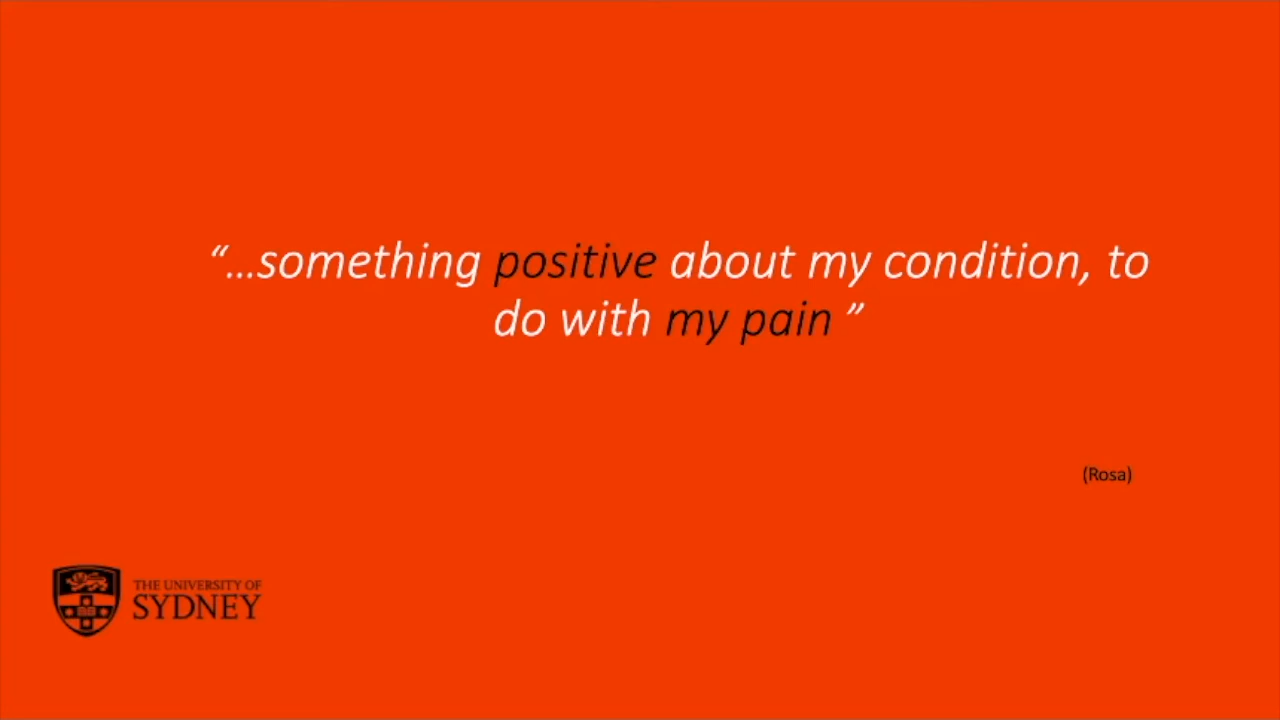 “...something positive about my condition, to
do with my pain ”
(Rosa)
THE UNIVERSITY OF
SYDNEY